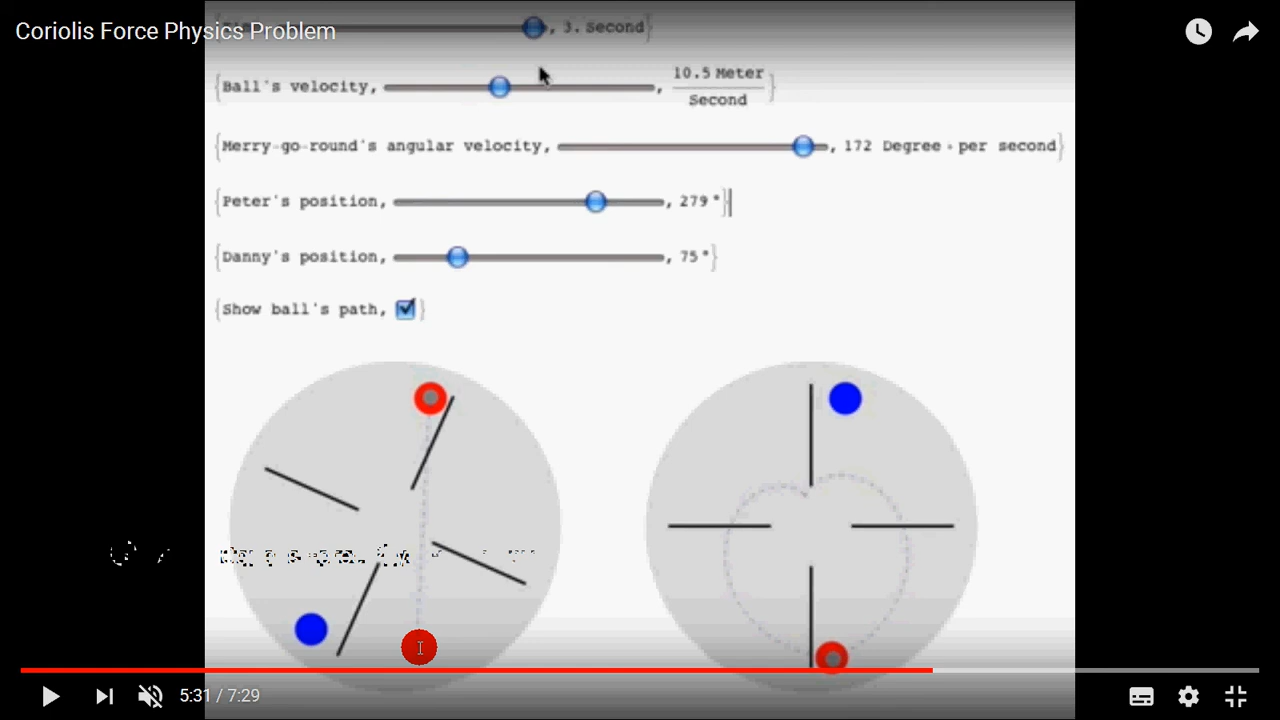 Coriolis Force Physics Problem
, 3. Second}
{Ball's velocity, , 10.5 Meter
Second }
{Merry-go-round's angular velocity, , 172 Degree · per second}
{Peter's position, , 279 °}
{Danny's position, , 75 °}
{Show ball's path, }
5:31 / 7:29